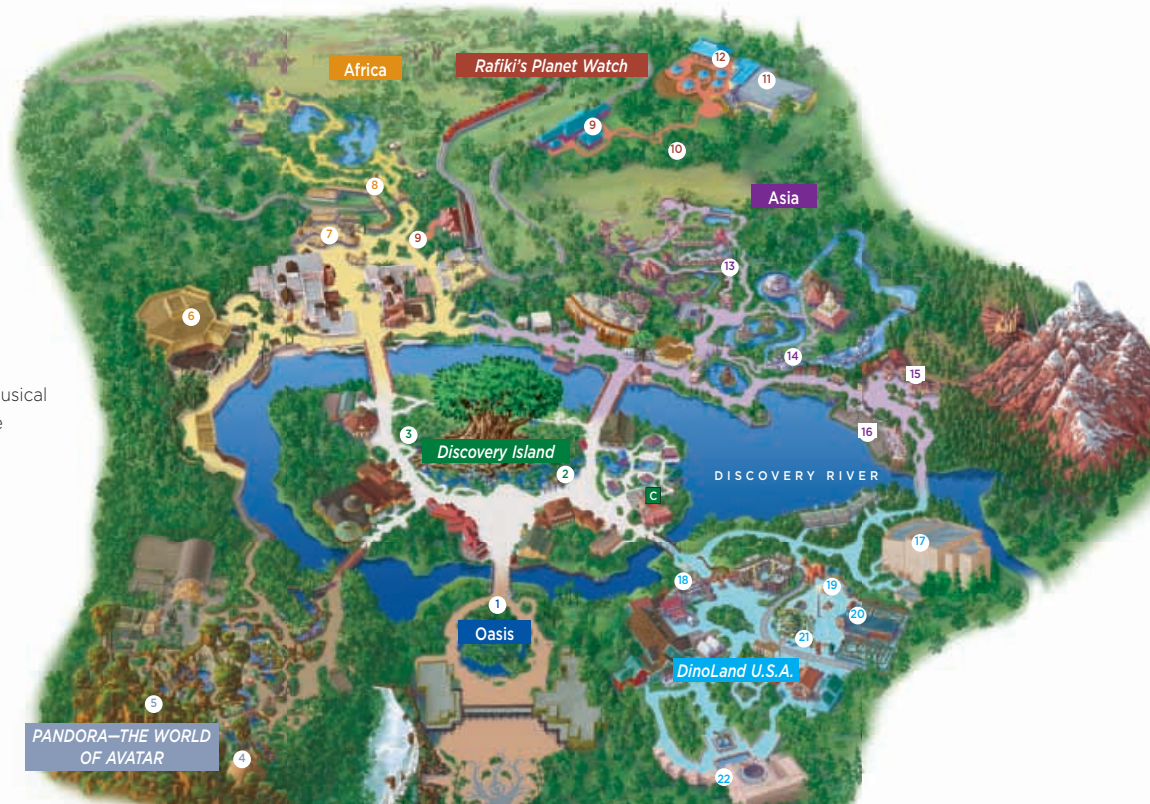 Africa
Rafiki's Planet Watch
12
11
9
10
8
Asia
7
9
13
6
14
15
usical
e
3
Discovery Island
16
2
DISCOVERY RIVER
C
17
18
19
1
20
Oasis
21
DinoLand U.S.A.
5
PANDORA—THE WORLD
OF AVATAR
4
22